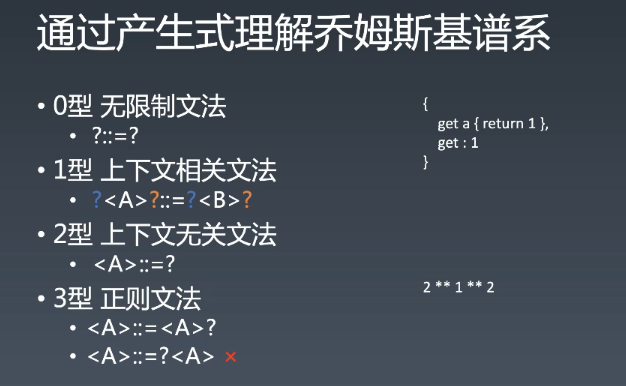 通过产生式理解乔姆斯基谱系
• 0型 无限制文法
• ?::=?
• 1型 上下文相关文法
• ?<A>?::=?<B>?
• 2型 上下文无关文法
• <A>::=?
• 3型 正则文法
• <A>::=<A>?
• <A>::=?<A> ×
{
get a { return 1 },
get : 1
}
2 ** 1 ** 2